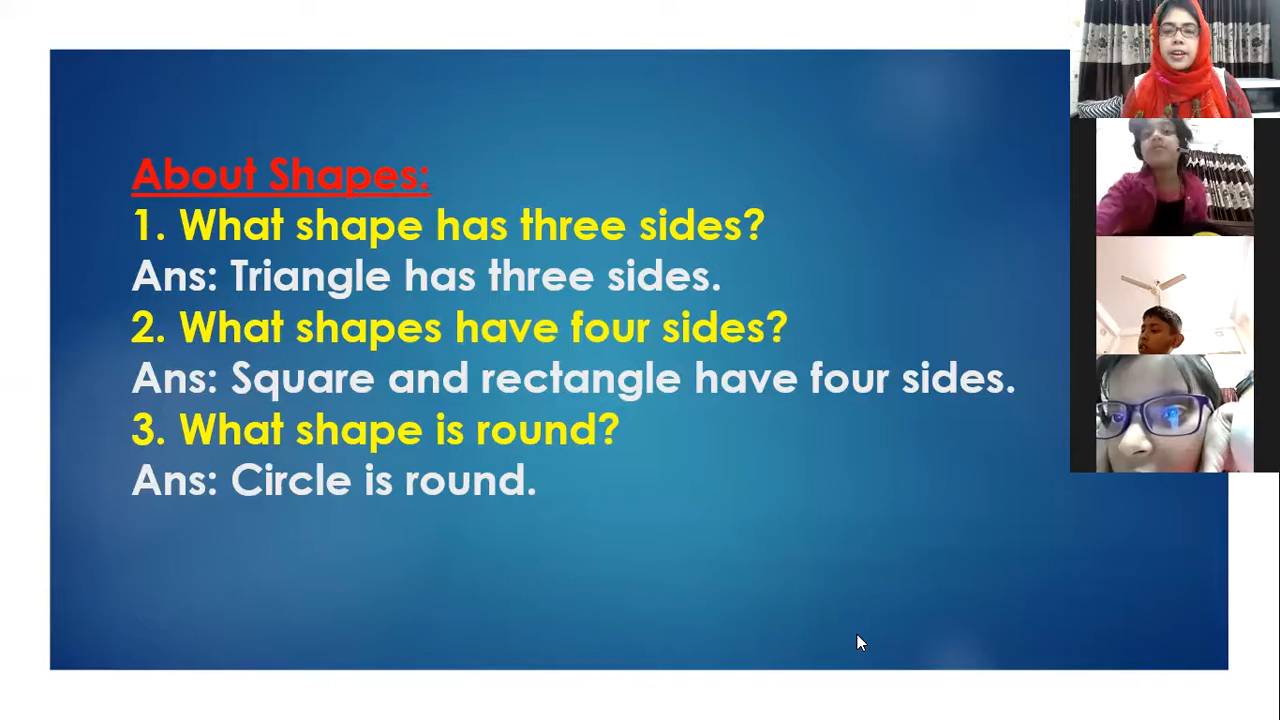 About Shapes:
1. What shape has three sides?
Ans: Triangle has three sides.
2. What shapes have four sides?
Ans: Square and rectangle have four sides.
3. What shape is round?
Ans: Circle is round.